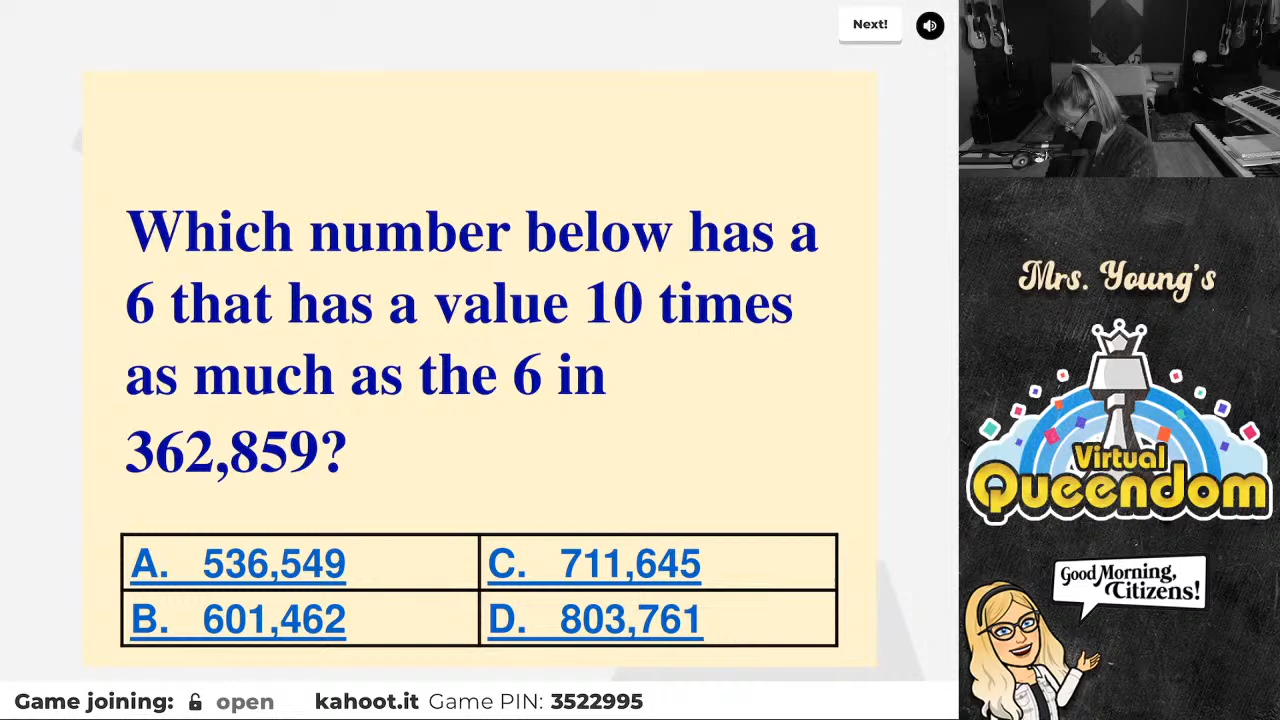 Next!
Which number below has a
6 that has a value 10 times
as much as the 6 in
362,859?
A. 536,549
C. 711,645
B. 601,462
D. 803,761
Mrs. Young's
Virtual
Queendom
Good Morning,
Citizens!
Game joining: open kahoot.it Game PIN: 3522995